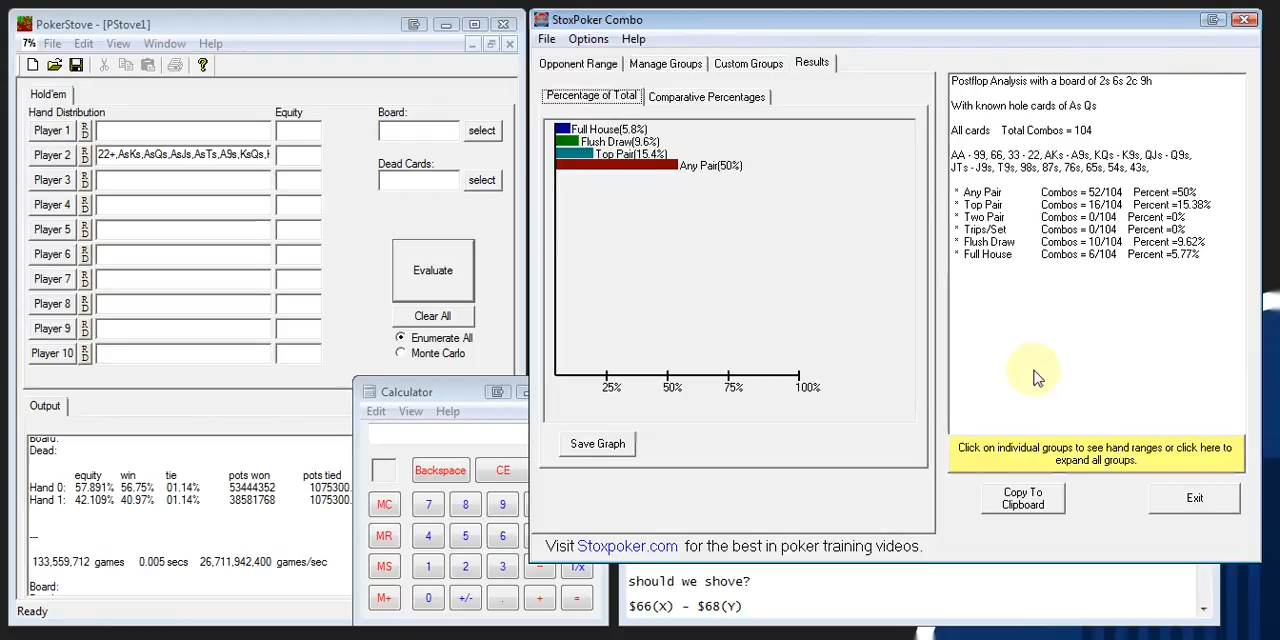 PokerStove - [PStove1]
7% File Edit View Window Help
Hold'em
Hand Distribution Equity Board:
Player 1 R D select
Player 2 R D 22+,AsKs,AsQs,AsJs,AsTs,A9s,KsQs,
Dead Cards:
Player 3 R D select
Player 4 R D
Player 5 R D
Player 6 R D
Player 7 R D
Player 8 R D
Player 9 R D
Player 10 R D
Evaluate
Clear All
Enumerate All
Monte Carlo
Output
Board:
Dead:
equity win tie pots won pots tied
Hand 0: 57.891% 56.75% 01.14% 53444352 1075300.
Hand 1: 42.109% 40.97% 01.14% 38581768 1075300.
---
133,559,712 games 0.005 secs 26,711,942,400 games/sec
Board:
Ready
Calculator
Edit View Help
Backspace CE
MC 7 8 9
MR 4 5 6
MS 1 2 3 - 1/x
M+ 0 +/- . + =
StoxPoker Combo
File Options Help
Opponent Range Manage Groups Custom Groups Results
Percentage of Total Comparative Percentages
Full House(5.8%)
Flush Draw(9.6%)
Top Pair(15.4%)
Any Pair(50%)
25% 50% 75% 100%
Save Graph
Postflop Analysis with a board of 2s 6s 2c 9h
With known hole cards of As Qs
All cards Total Combos = 104
AA - 99, 66, 33 - 22, AKs - A9s, KQs - K9s, QJs - Q9s,
JTs - J9s, T9s, 98s, 87s, 76s, 65s, 54s, 43s,
* Any Pair Combos = 52/104 Percent =50%
* Top Pair Combos = 16/104 Percent =15.38%
* Two Pair Combos = 0/104 Percent =0%
* Trips/Set Combos = 0/104 Percent =0%
* Flush Draw Combos = 10/104 Percent =9.62%
* Full House Combos = 6/104 Percent =5.77%
Click on individual groups to see hand ranges or click here to
expand all groups.
Copy To
Clipboard
Exit
Visit Stoxpoker.com for the best in poker training videos.
should we shove?
$66(X) - $68(Y)